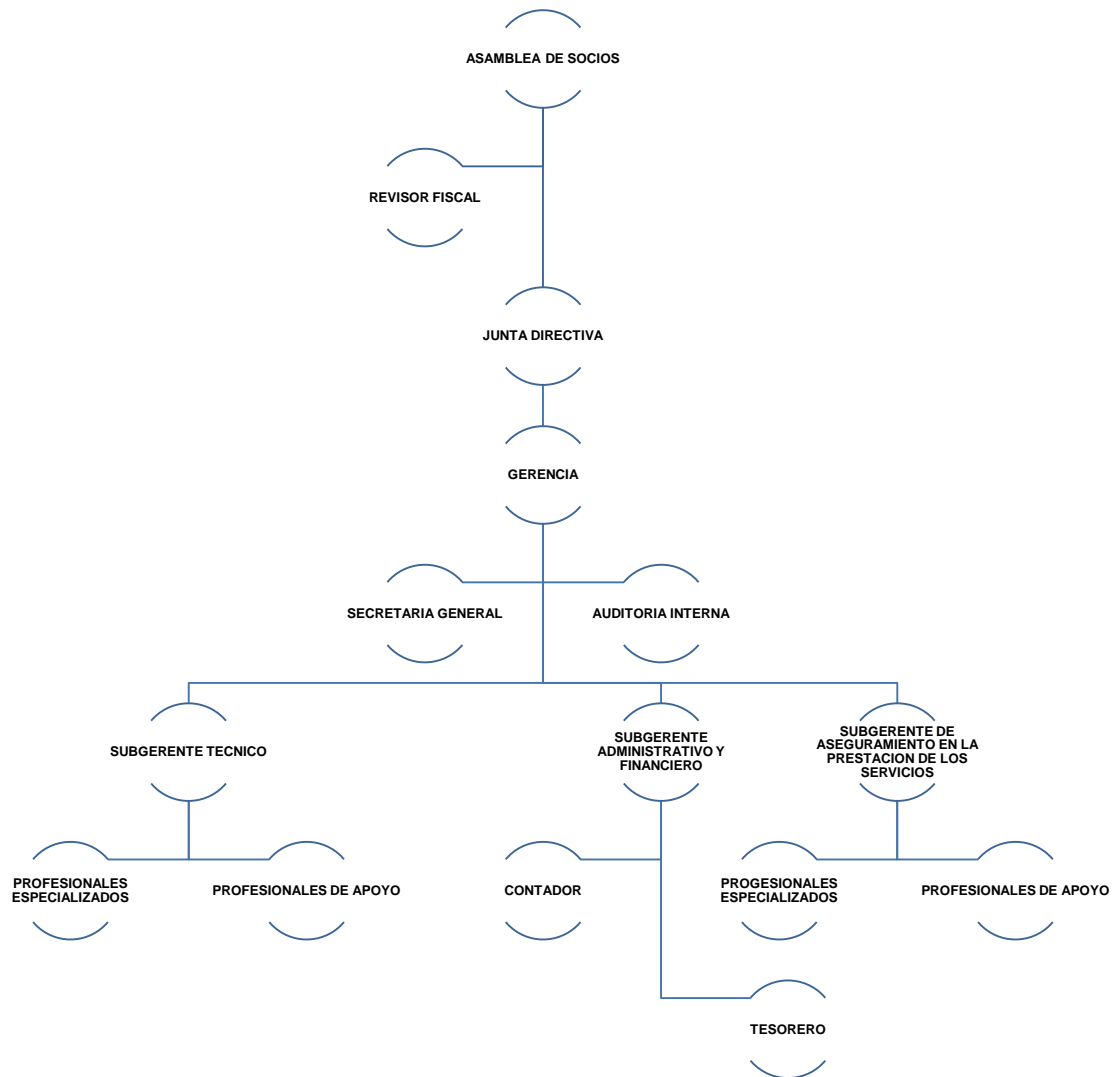 ASAMBLEA DE SOCIOS
REVISOR FISCAL
JUNTA DIRECTIVA
GERENCIA
SECRETARIA GENERAL
AUDITORIA INTERNA
SUBGERENTE TECNICO
SUBGERENTE
ADMINISTRATIVO Y
FINANCIERO
SUBGERENTE DE
ASEGURAMIENTO EN LA
PRESTACION DE LOS
SERVICIOS
PROFESIONALES
ESPECIALIZADOS
PROFESIONALES DE APOYO
CONTADOR
PROGESIONALES
ESPECIALIZADOS
PROFESIONALES DE APOYO
TESORERO